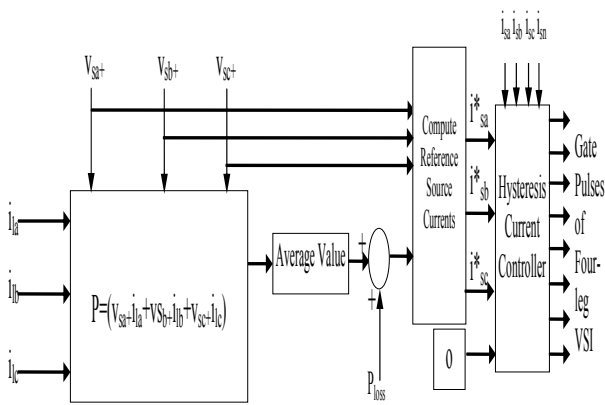 isa isb isc isn
Vsa+ Vsb+ Vsc+
ila
ilb
ilc
P=(vsa+ila+vsb+ilb+vsc+ilc)
Average Value
+
+
Ploss
Compute
Reference
Source
Currents
i*sa
i*sb
i*sc
0
Hysteresis
Current
Controller
Gate
Pulses
of
Four-
leg
VSI